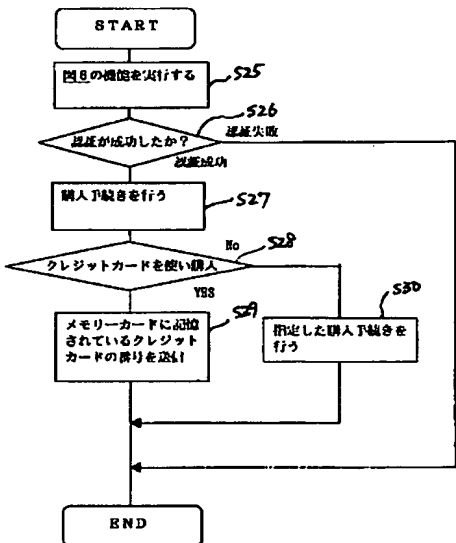 START
図8の機能を実行する
S25
認証が成功したか？
S26
認証失敗
認証成功
購入手続きを行う
S27
クレジットカードを使い購入
S28
No
YES
メモリーカードに記憶
されているクレジット
カードの番号を送信
S29
指定した購入手続きを
行う
S30
END